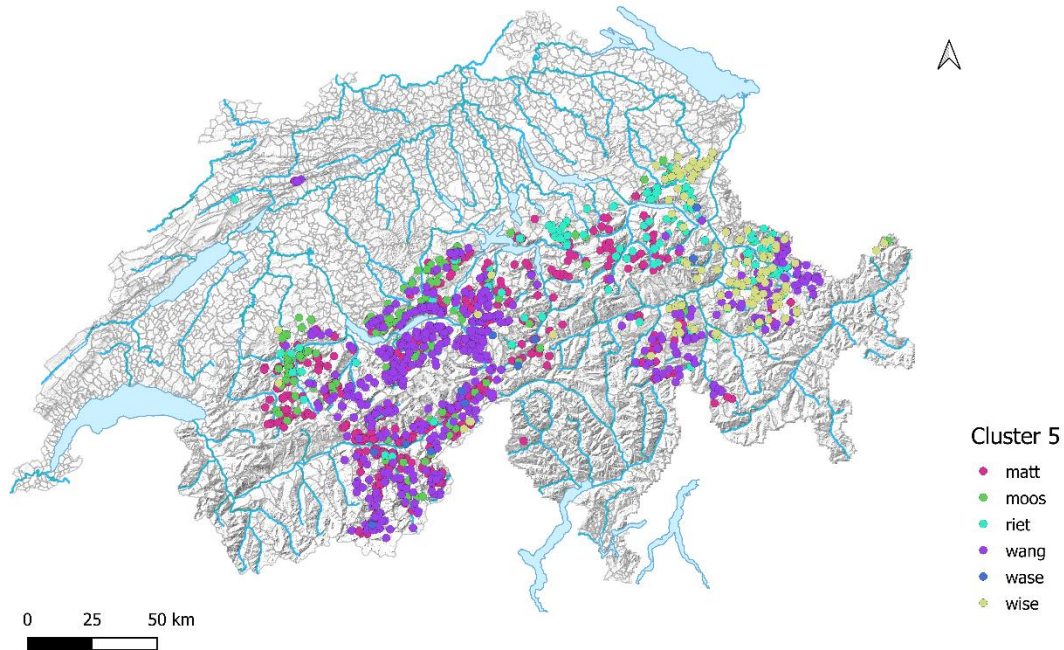 Cluster 5
matt
moos
riet
wang
wase
wise
0 25 50 km